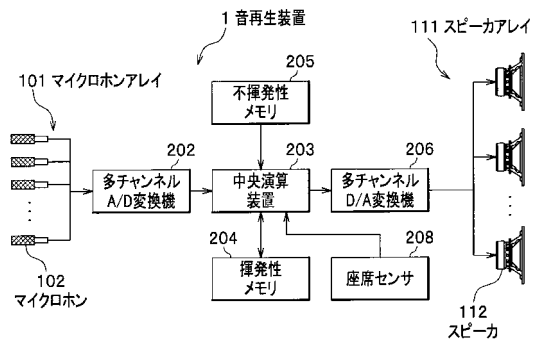 1 音再生装置
111 スピーカアレイ
101 マイクロホンアレイ
205
不揮発性
メモリ
202
多チャンネル
A/D変換機
203
中央演算
装置
206
多チャンネル
D/A変換機
204
揮発性
メモリ
208
座席センサ
102
マイクロホン
112
スピーカ